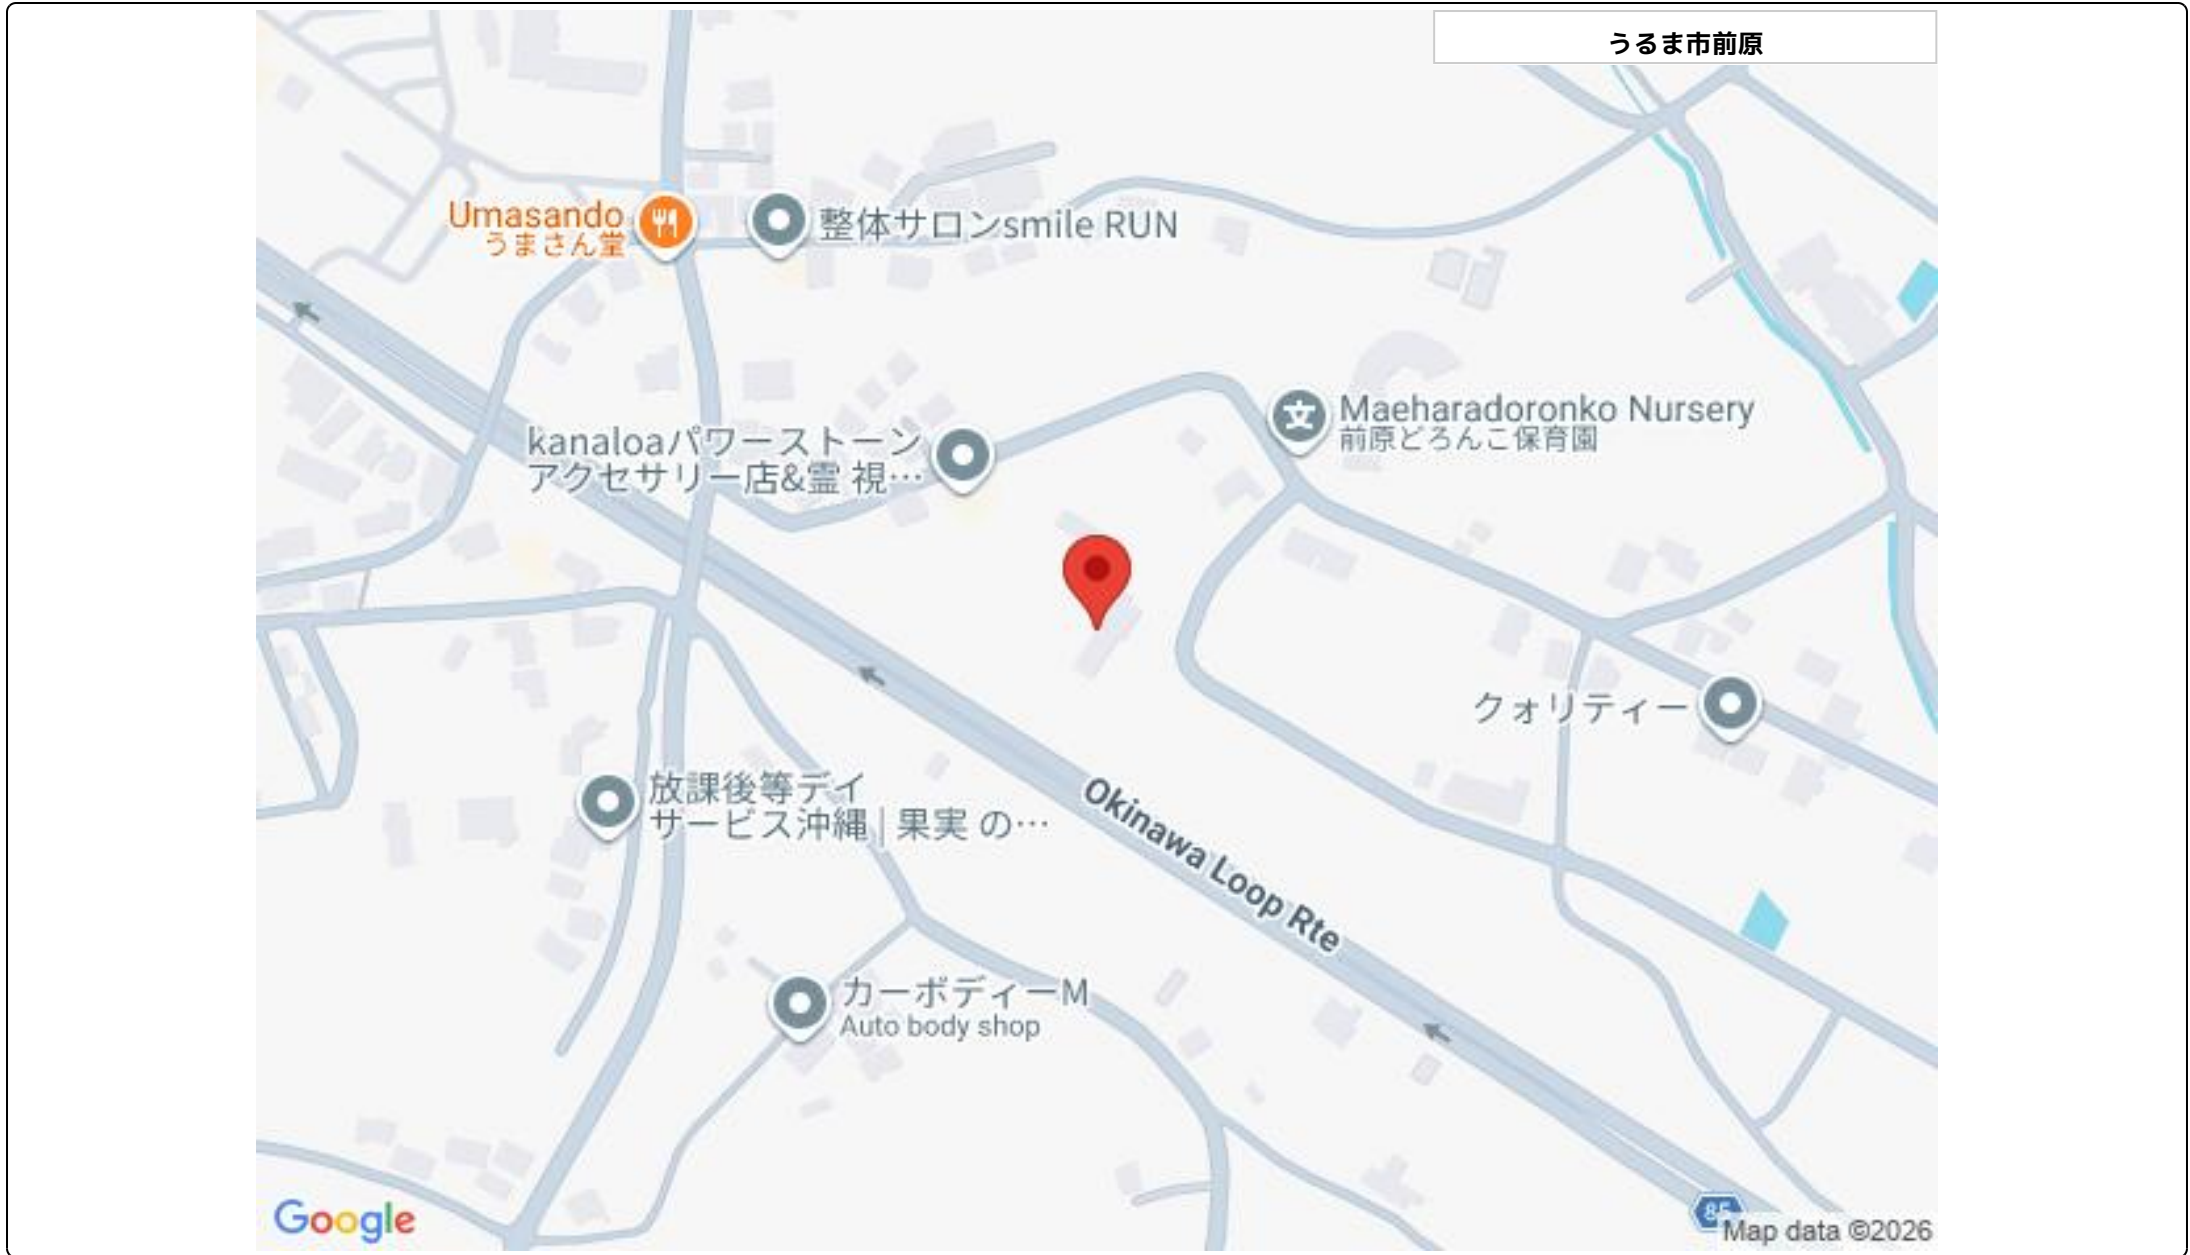 うるま市前原
Umasando
うまさん堂
整体サロンsmile RUN
Maeharadoronko Nursery
前原どろんこ保育園
kanaloaパワーストーン
アクセサリー店&霊 視…
クォリティー
放課後等デイ
サービス沖縄 | 果実 の…
Okinawa Loop Rte
カーボディーM
Auto body shop
85
Google
Map data ©2026